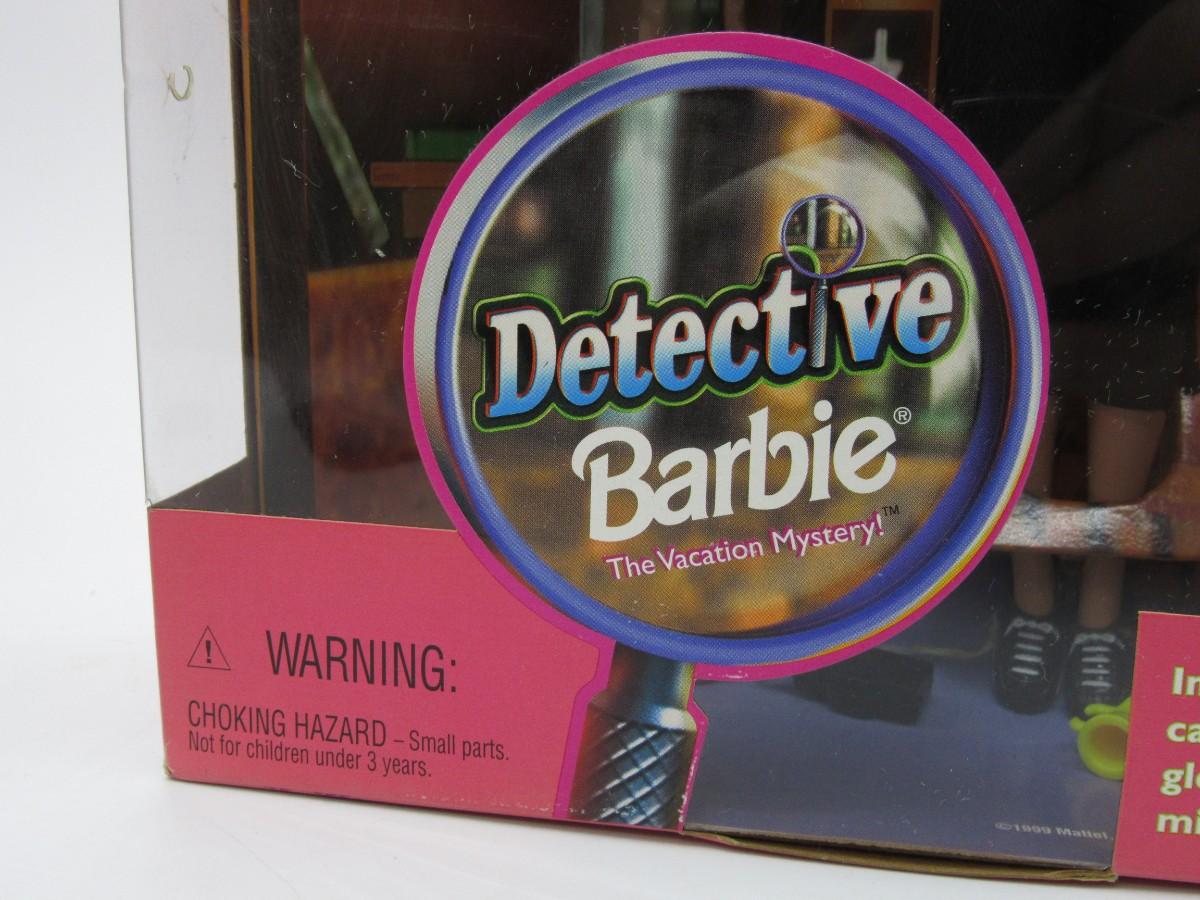 Detective
Barbie®
The Vacation Mystery!™
⚠ WARNING:
CHOKING HAZARD – Small parts.
Not for children under 3 years.
©1999 Mattel,